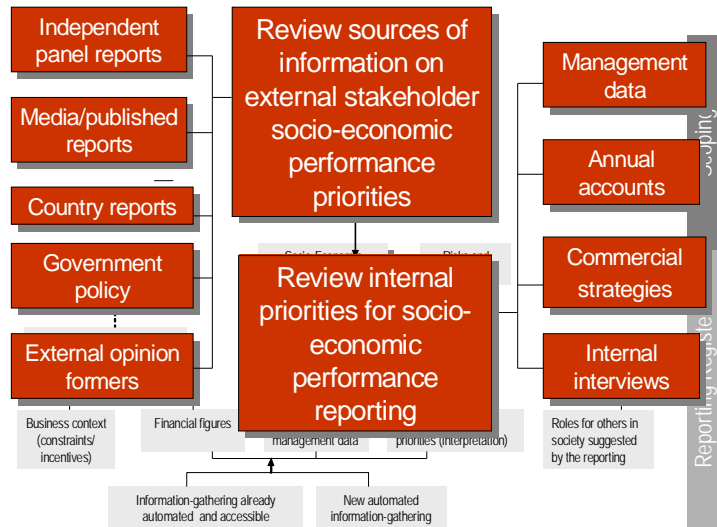 Independent
panel reports
Media/published
reports
Country reports
Government
policy
External opinion
formers
Review sources of
information on
external stakeholder
socio-economic
performance
priorities
Review internal
priorities for socio-
economic
performance
reporting
Management
data
Annual
accounts
Commercial
strategies
Internal
interviews
Scoping
Business context
(constraints/
incentives)
Financial figures
management data
priorities (interpretation)
Roles for others in
society suggested
by the reporting
Information-gathering already
automated and accessible
New automated
information-gathering
Reporting Registe